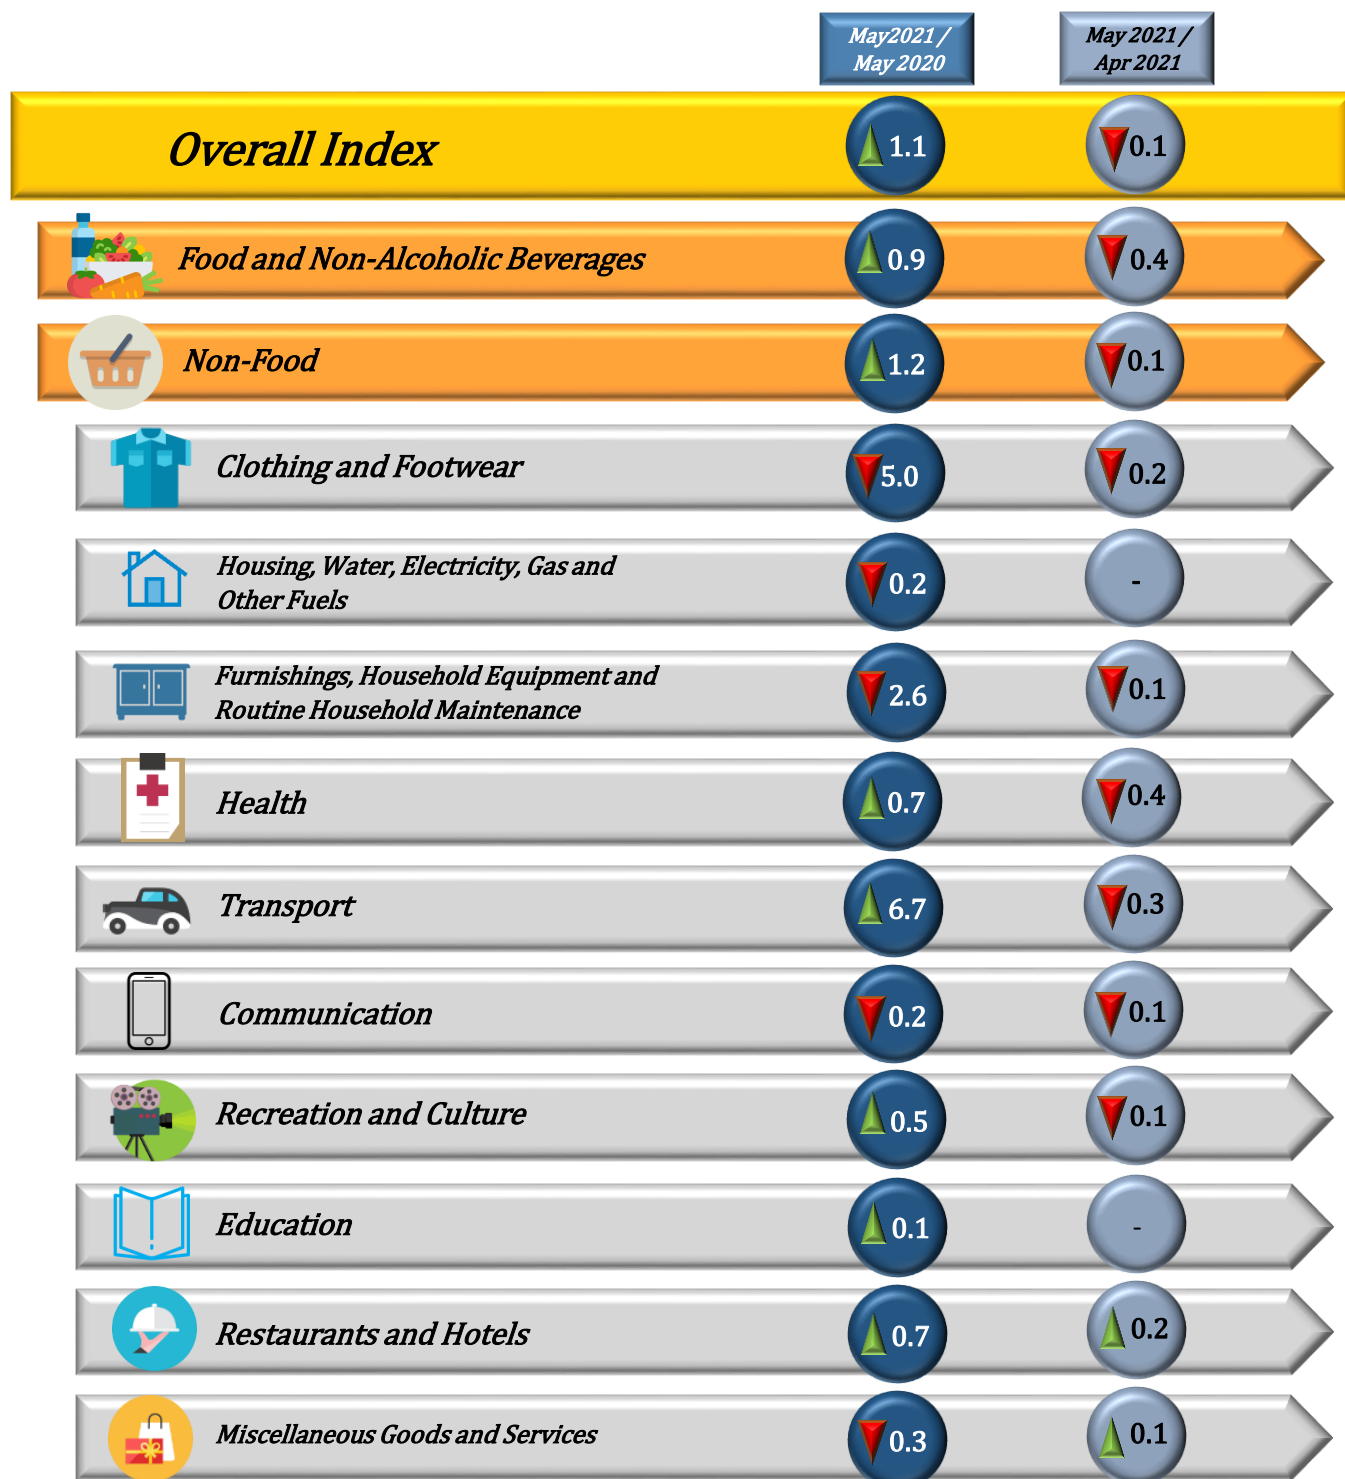 May2021 /
May 2020
May 2021 /
Apr 2021
Overall Index
1.1
0.1
Food and Non-Alcoholic Beverages
0.9
0.4
Non-Food
1.2
0.1
Clothing and Footwear
5.0
0.2
Housing, Water, Electricity, Gas and
Other Fuels
0.2
-
Furnishings, Household Equipment and
Routine Household Maintenance
2.6
0.1
Health
0.7
0.4
Transport
6.7
0.3
Communication
0.2
0.1
Recreation and Culture
0.5
0.1
Education
0.1
-
Restaurants and Hotels
0.7
0.2
Miscellaneous Goods and Services
0.3
0.1